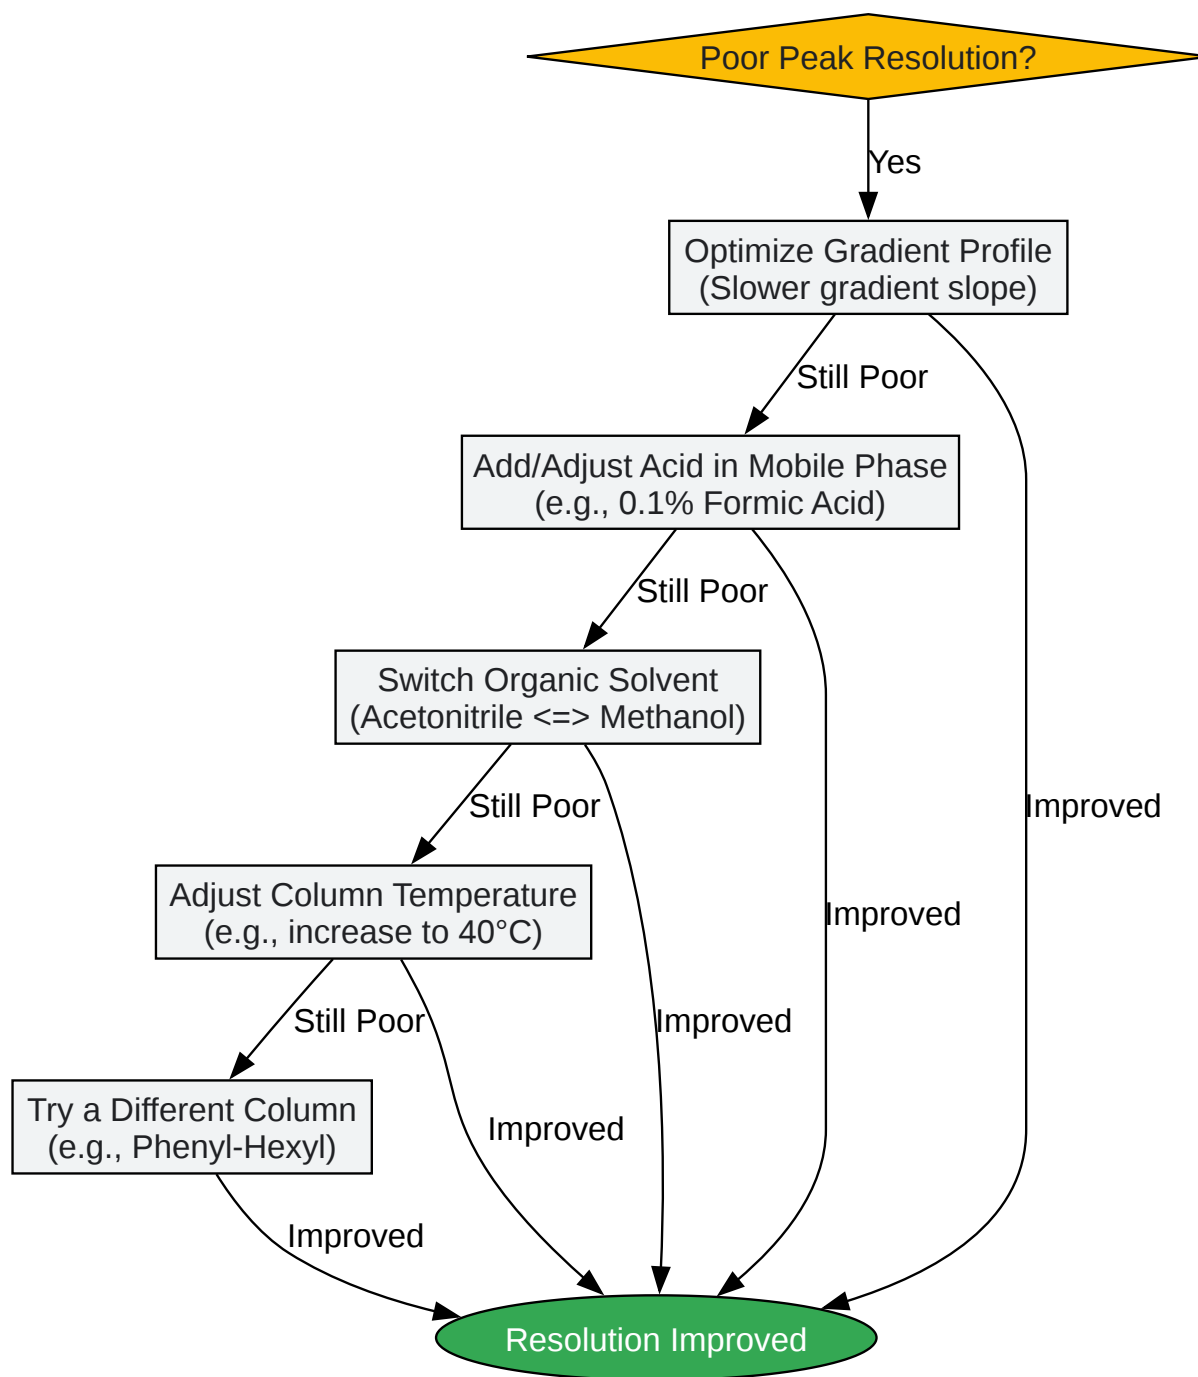 Poor Peak Resolution?
Yes
Optimize Gradient Profile
(Slower gradient slope)
Still Poor
Add/Adjust Acid in Mobile Phase
(e.g., 0.1% Formic Acid)
Still Poor
Switch Organic Solvent
(Acetonitrile <=> Methanol)
Still Poor
Improved
Adjust Column Temperature
(e.g., increase to 40°C)
Improved
Still Poor
Improved
Try a Different Column
(e.g., Phenyl-Hexyl)
Improved
Improved
Resolution Improved